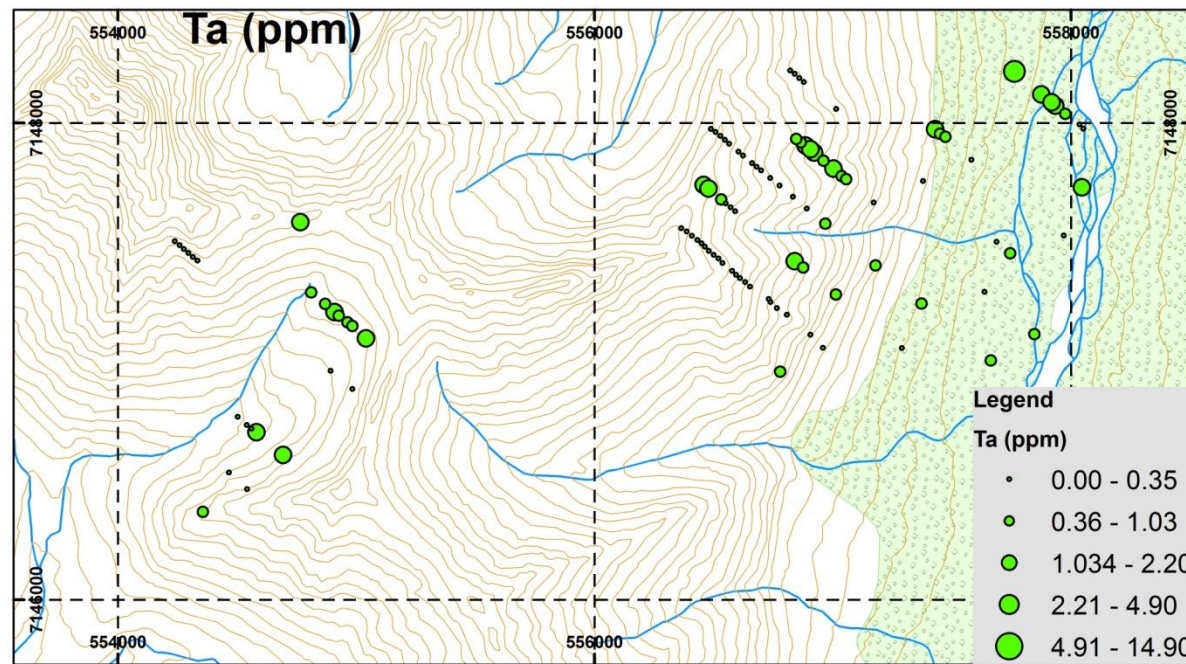 Ta (ppm)
554000
556000
558000
7148000
7148000
Legend
Ta (ppm)
0.00 - 0.35
0.36 - 1.03
1.034 - 2.20
2.21 - 4.90
4.91 - 14.90
7146000
554000
556000